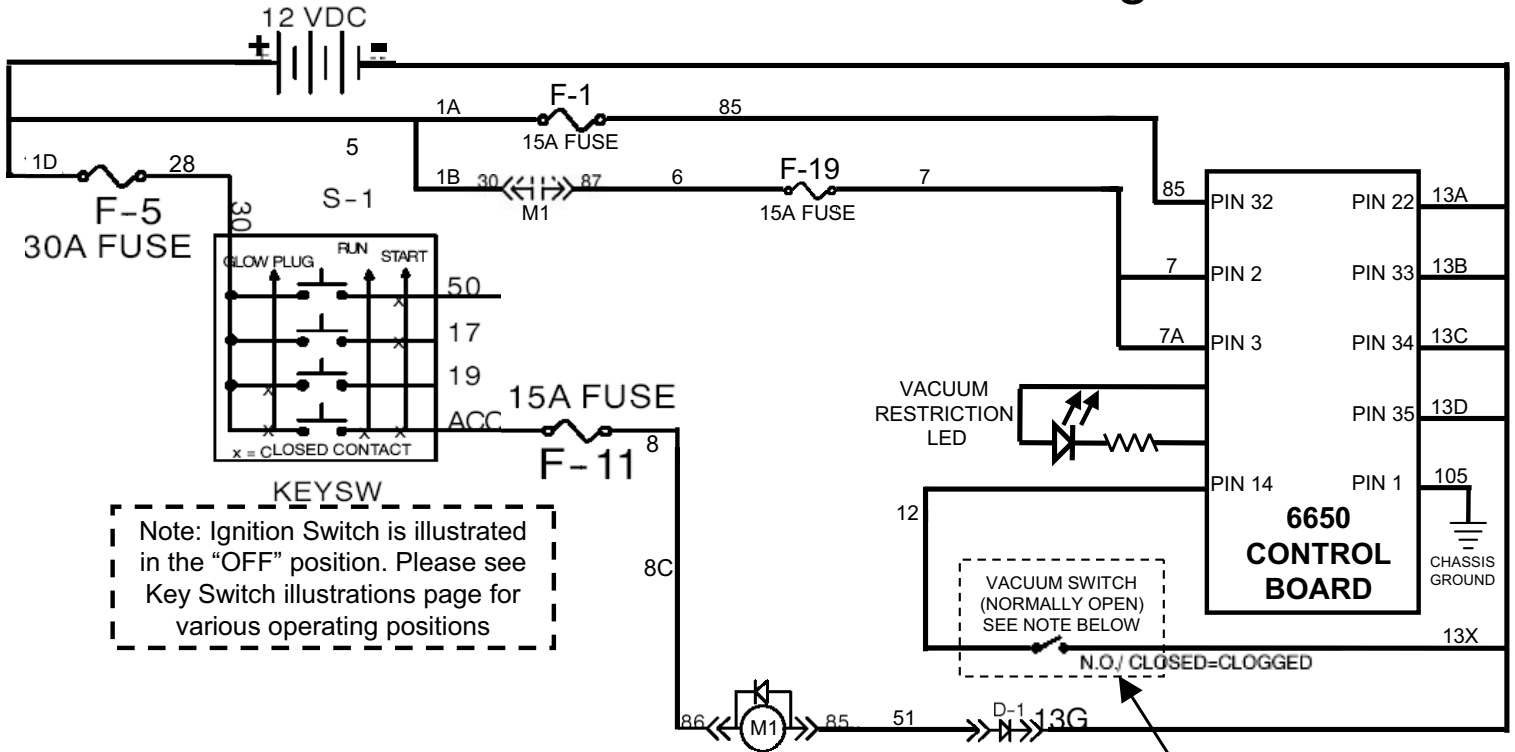 12 VDC
+
-
1A
F-1
85
15A FUSE
5
1D
28
1B
30
87
6
F-19
7
M1
15A FUSE
S-1
F-5
30A FUSE
30
GLOW PLUG
RUN
START
50
17
19
ACC
x = CLOSED CONTACT
KEYSW
15A FUSE
F-11
8
8C
Note: Ignition Switch is illustrated
in the “OFF” position. Please see
Key Switch illustrations page for
various operating positions
85
PIN 32
PIN 22
13A
7
PIN 2
PIN 33
13B
7A
PIN 3
PIN 34
13C
VACUUM
RESTRICTION
LED
PIN 35
13D
PIN 14
PIN 1
105
12
6650
CONTROL
BOARD
CHASSIS
GROUND
VACUUM SWITCH
(NORMALLY OPEN)
SEE NOTE BELOW
13X
N.O./ CLOSED=CLOGGED
86
M1
85
51
D-1
13G